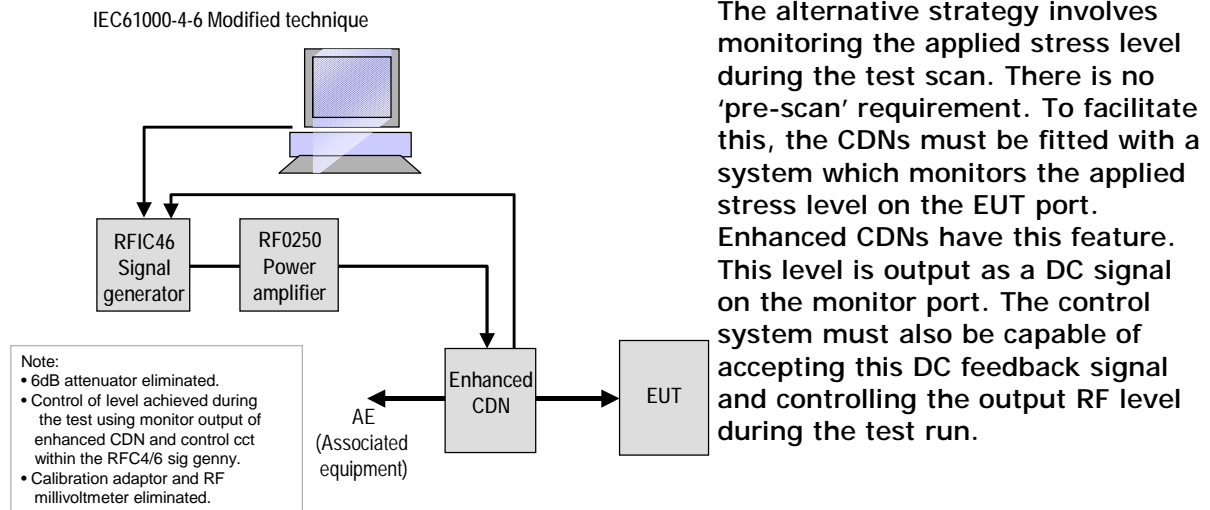 IEC61000-4-6 Modified technique
RFIC46
Signal
generator
RF0250
Power
amplifier
Enhanced
CDN
EUT
AE
(Associated
equipment)
Note:
• 6dB attenuator eliminated.
• Control of level achieved during
the test using monitor output of
enhanced CDN and control cct
within the RFC4/6 sig genny.
• Calibration adaptor and RF
millivoltmeter eliminated.
The alternative strategy involves
monitoring the applied stress level
during the test scan. There is no
‘pre-scan’ requirement. To facilitate
this, the CDNs must be fitted with a
system which monitors the applied
stress level on the EUT port.
Enhanced CDNs have this feature.
This level is output as a DC signal
on the monitor port. The control
system must also be capable of
accepting this DC feedback signal
and controlling the output RF level
during the test run.